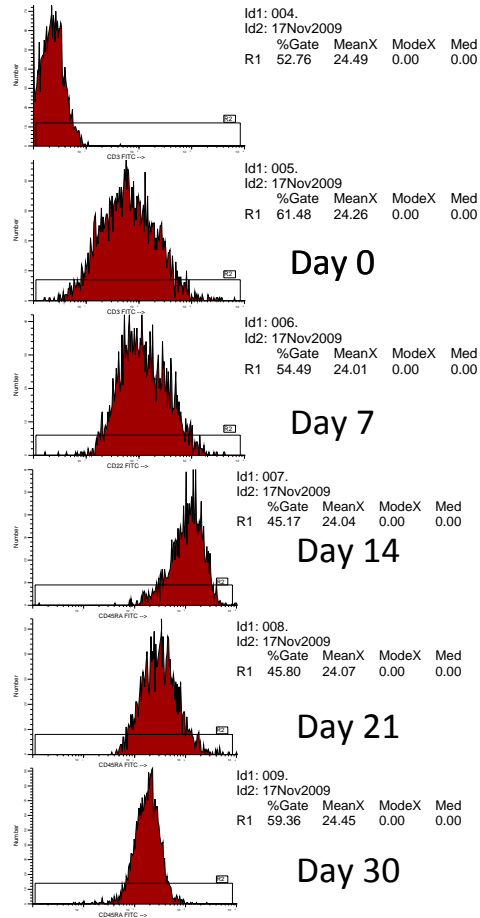 Id1: 004.
Id2: 17Nov2009
%Gate MeanX ModeX Med
R1 52.76 24.49 0.00 0.00
Number
R2
CD3 FITC -->
Id1: 005.
Id2: 17Nov2009
%Gate MeanX ModeX Med
R1 61.48 24.26 0.00 0.00
Day 0
Number
R2
CD3 FITC -->
Id1: 006.
Id2: 17Nov2009
%Gate MeanX ModeX Med
R1 54.49 24.01 0.00 0.00
Day 7
Number
R2
CD22 FITC -->
Id1: 007.
Id2: 17Nov2009
%Gate MeanX ModeX Med
R1 45.17 24.04 0.00 0.00
Day 14
Number
R2
CD45RA FITC -->
Id1: 008.
Id2: 17Nov2009
%Gate MeanX ModeX Med
R1 45.80 24.07 0.00 0.00
Day 21
Number
R2
CD45RA FITC -->
Id1: 009.
Id2: 17Nov2009
%Gate MeanX ModeX Med
R1 59.36 24.45 0.00 0.00
Day 30
Number
R2
CD45RA FITC -->